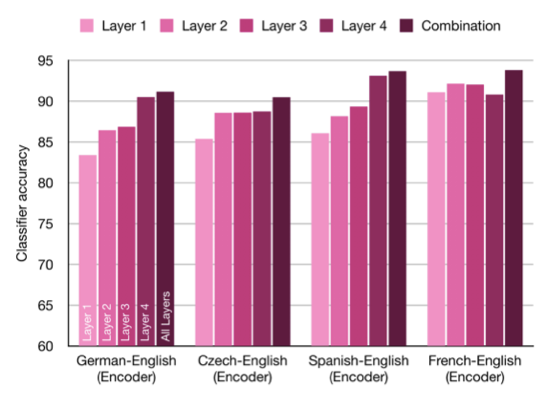 Layer 1 Layer 2 Layer 3 Layer 4 Combination
Classifier accuracy
95
90
85
80
75
70
65
60
Layer 1
Layer 2
Layer 3
Layer 4
All Layers
German-English
(Encoder)
Czech-English
(Encoder)
Spanish-English
(Encoder)
French-English
(Encoder)